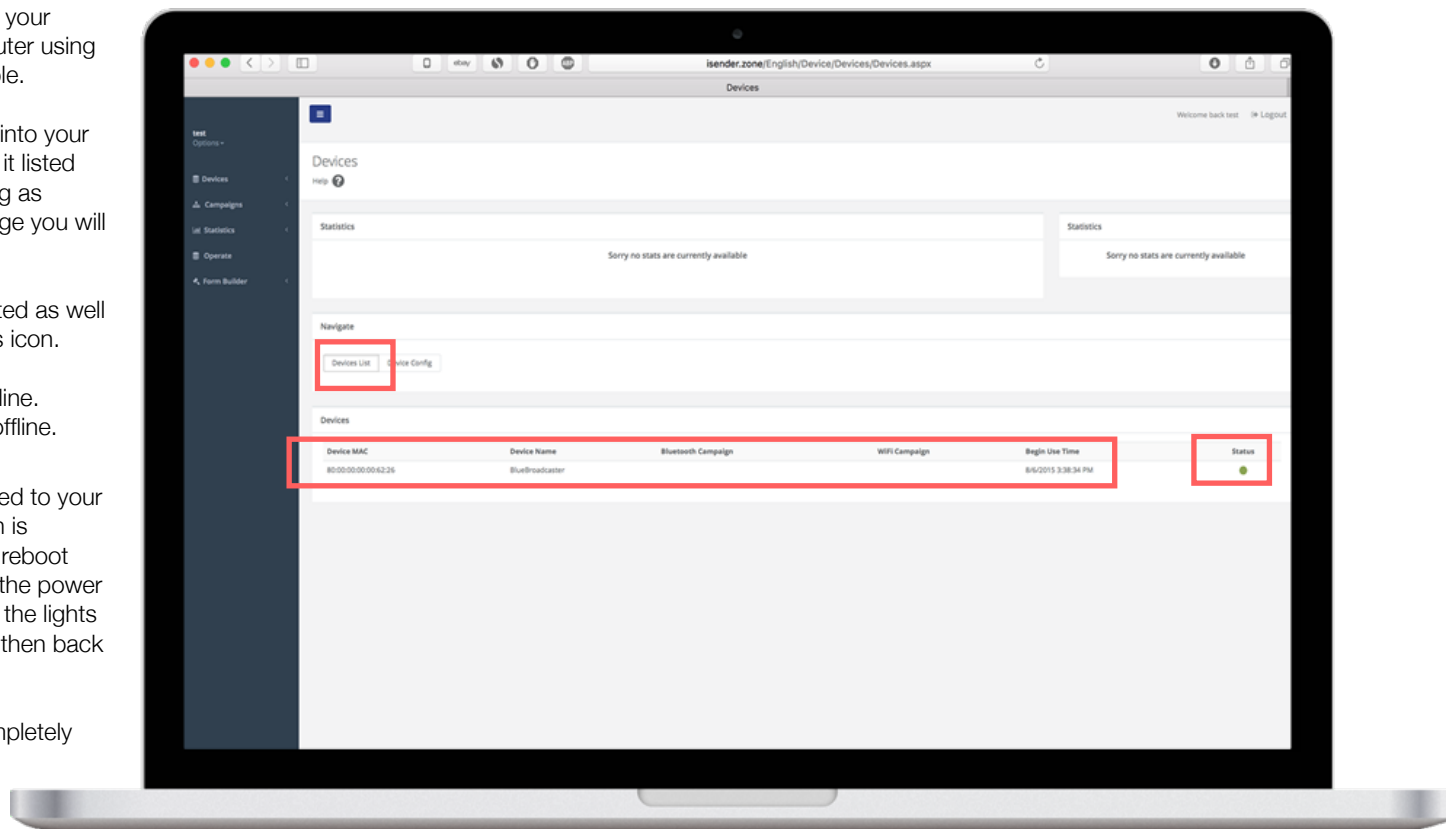 your
uter using
le.
into your
it listed
g as
ge you will
ted as well
s icon.
line.
offline.
ed to your
n is
reboot
the power
the lights
then back
mpletely
ebay
ABP
isender.zone/English/Device/Devices/Devices.aspx
Devices
Welcome back test Logout
test
Options
Devices
Campaigns
Statistics
Operate
Form Builder
Devices
Help ?
Statistics
Sorry no stats are currently available
Statistics
Sorry no stats are currently available
Navigate
Devices List Device Config
Devices
Device MAC Device Name Bluetooth Campaign WiFi Campaign Begin Use Time Status
80:00:00:00:00:62:26 BlueBroadcaster 8/6/2015 3:38:34 PM